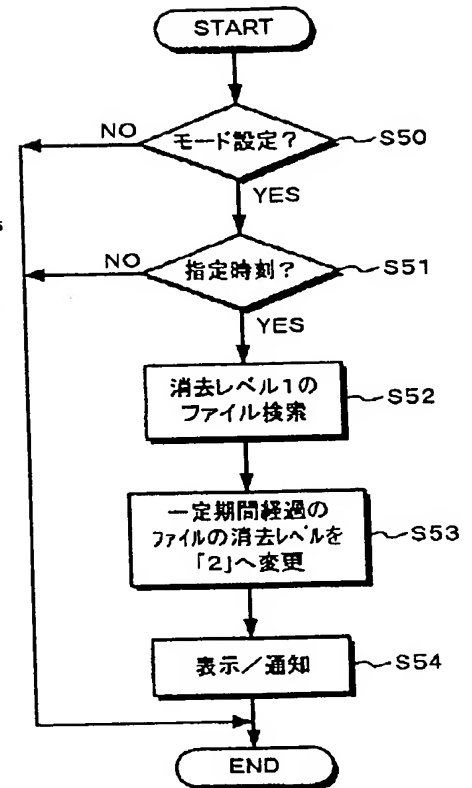 START
NO
モード設定?
S50
YES
NO
指定時刻?
S51
YES
消去レベル1の
ファイル検索
S52
一定期間経過の
ファイルの消去レベルを
「2」へ変更
S53
表示/通知
S54
END